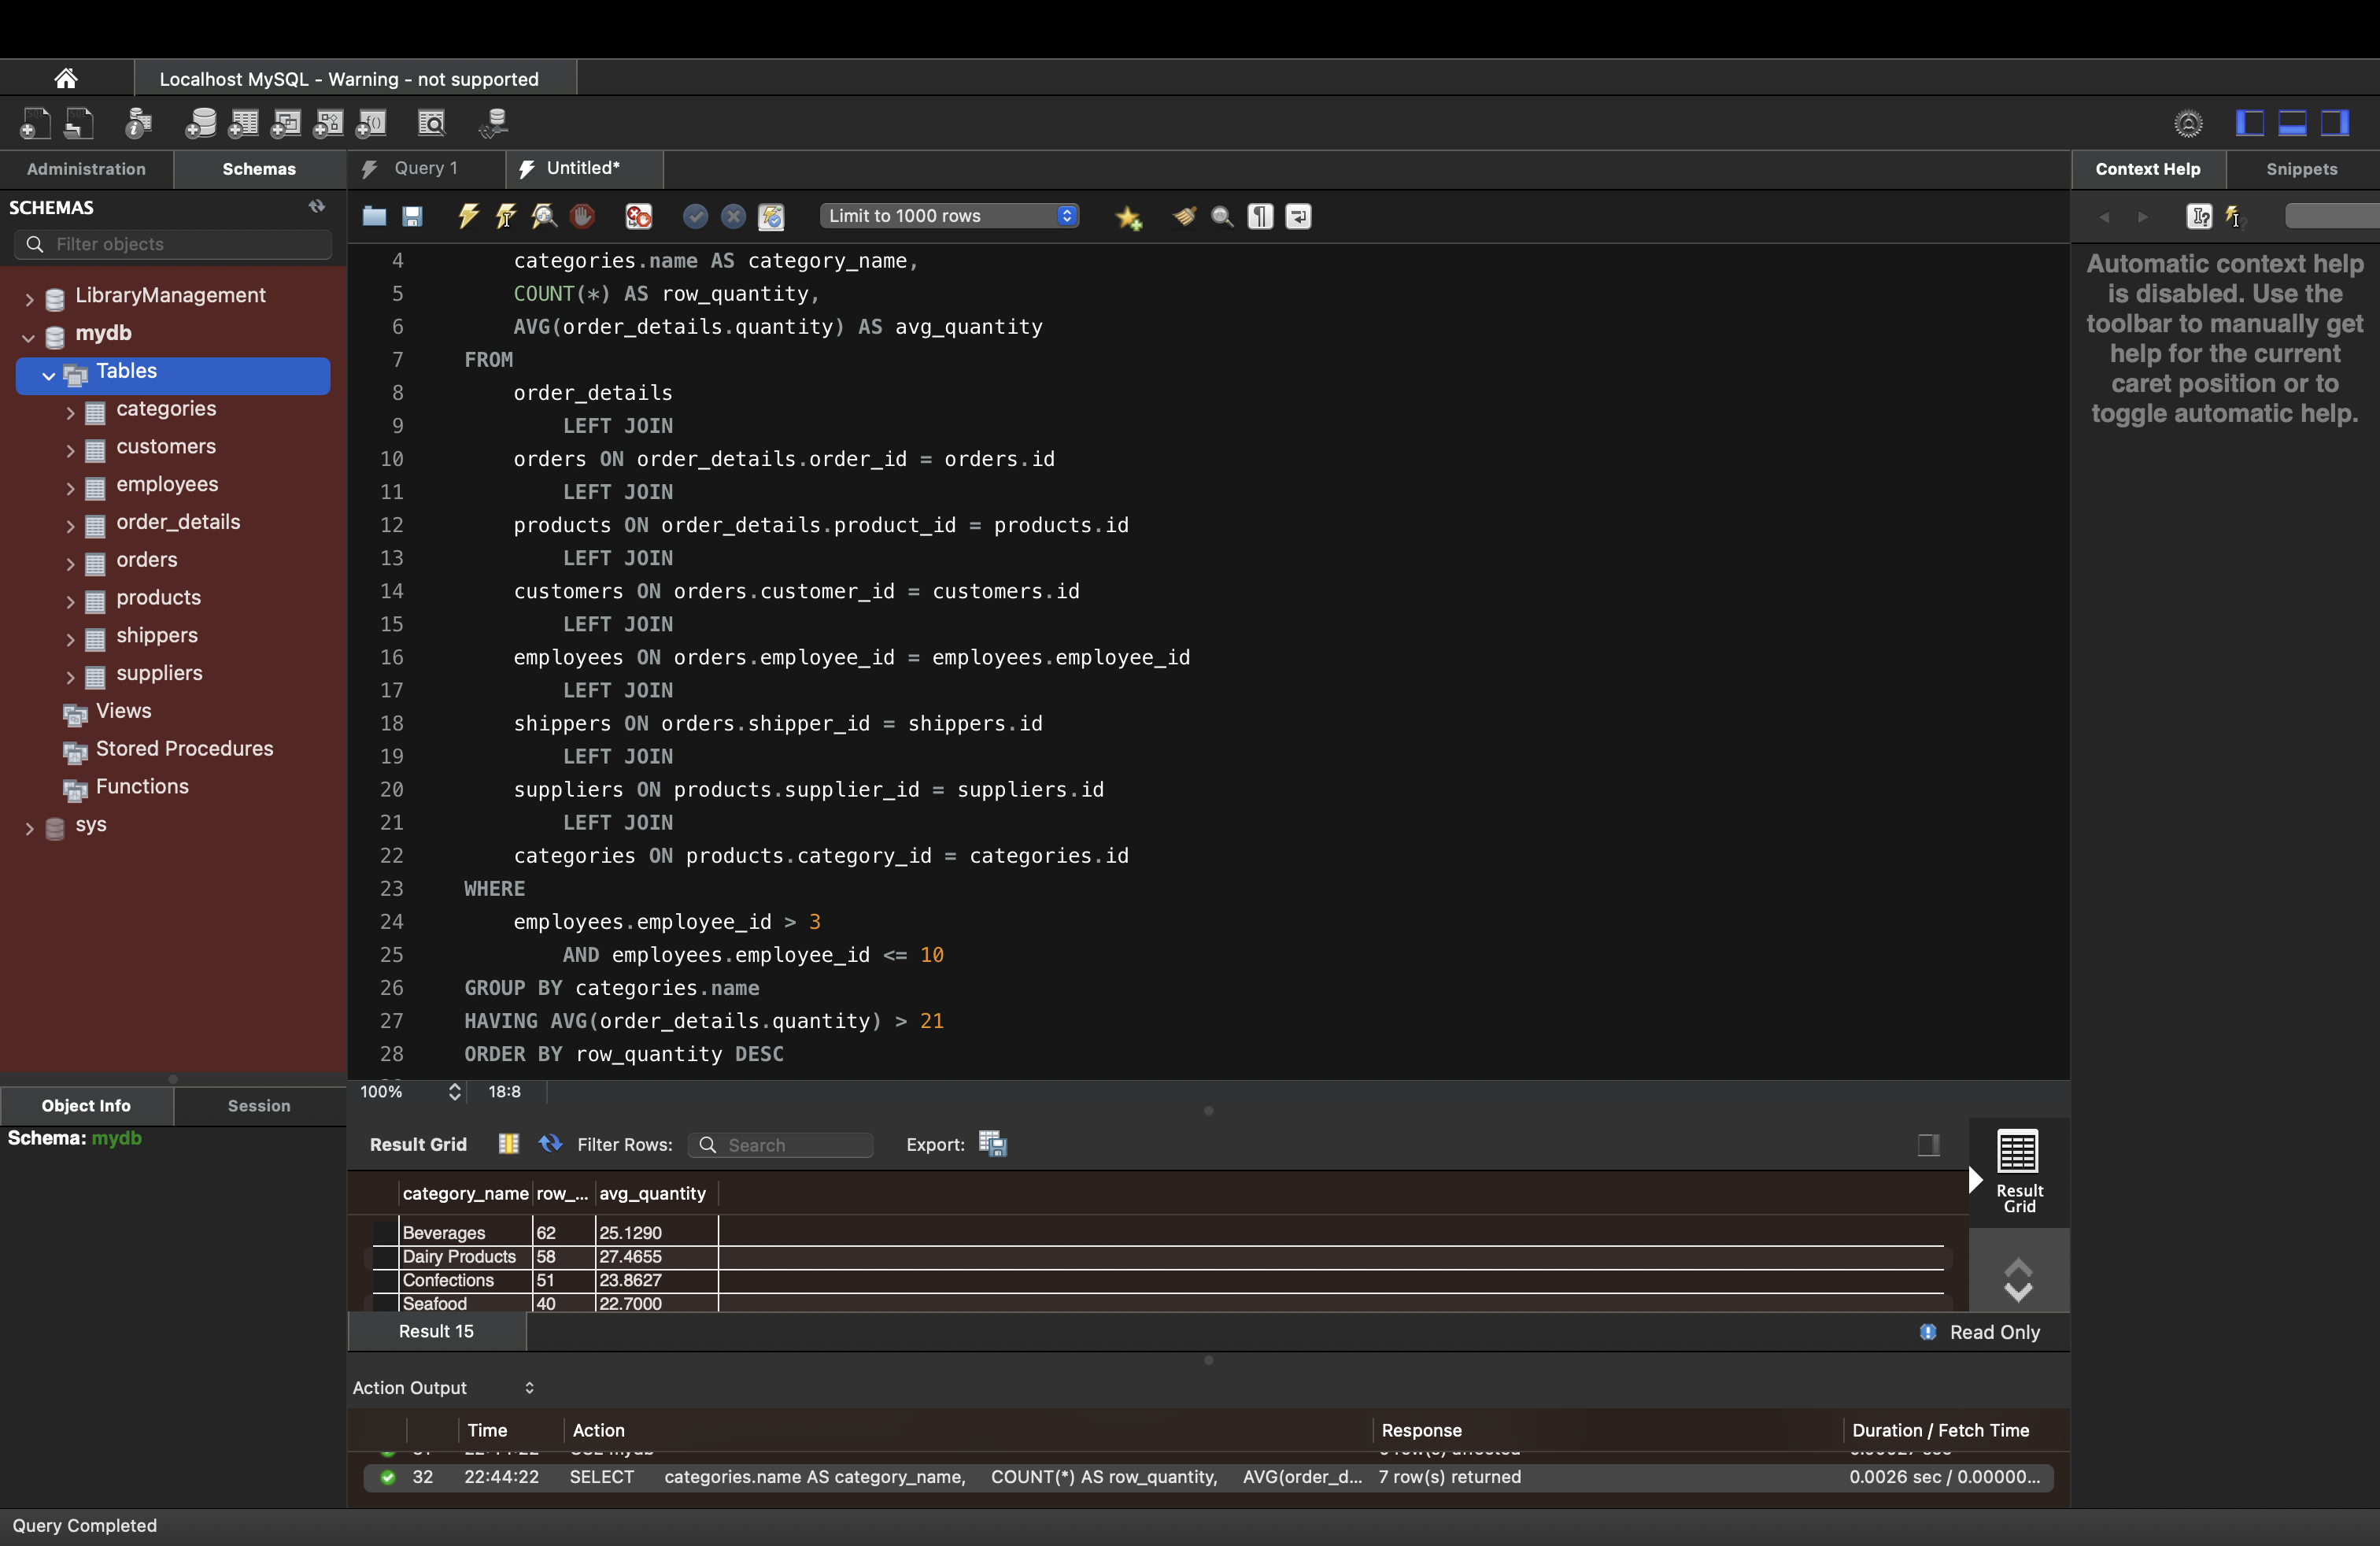 Localhost MySQL - Warning - not supported
Administration
Schemas
Query 1
Untitled*
Context Help
Snippets
SCHEMAS
Filter objects
Limit to 1000 rows
LibraryManagement
mydb
Tables
categories
customers
employees
order_details
orders
products
shippers
suppliers
Views
Stored Procedures
Functions
sys
Object Info
Session
Schema: mydb
4 categories.name AS category_name,
5 COUNT(*) AS row_quantity,
6 AVG(order_details.quantity) AS avg_quantity
7 FROM
8 order_details
9 LEFT JOIN
10 orders ON order_details.order_id = orders.id
11 LEFT JOIN
12 products ON order_details.product_id = products.id
13 LEFT JOIN
14 customers ON orders.customer_id = customers.id
15 LEFT JOIN
16 employees ON orders.employee_id = employees.employee_id
17 LEFT JOIN
18 shippers ON orders.shipper_id = shippers.id
19 LEFT JOIN
20 suppliers ON products.supplier_id = suppliers.id
21 LEFT JOIN
22 categories ON products.category_id = categories.id
23 WHERE
24 employees.employee_id > 3
25 AND employees.employee_id <= 10
26 GROUP BY categories.name
27 HAVING AVG(order_details.quantity) > 21
28 ORDER BY row_quantity DESC
100% 18:8
Automatic context help
is disabled. Use the
toolbar to manually get
help for the current
caret position or to
toggle automatic help.
Result Grid Filter Rows: Search Export:
category_name row_... avg_quantity
Beverages 62 25.1290
Dairy Products 58 27.4655
Confections 51 23.8627
Seafood 40 22.7000
Result
Grid
Result 15
Read Only
Action Output
Time Action Response Duration / Fetch Time
32 22:44:22 SELECT categories.name AS category_name, COUNT(*) AS row_quantity, AVG(order_d... 7 row(s) returned 0.0026 sec / 0.00000...
Query Completed